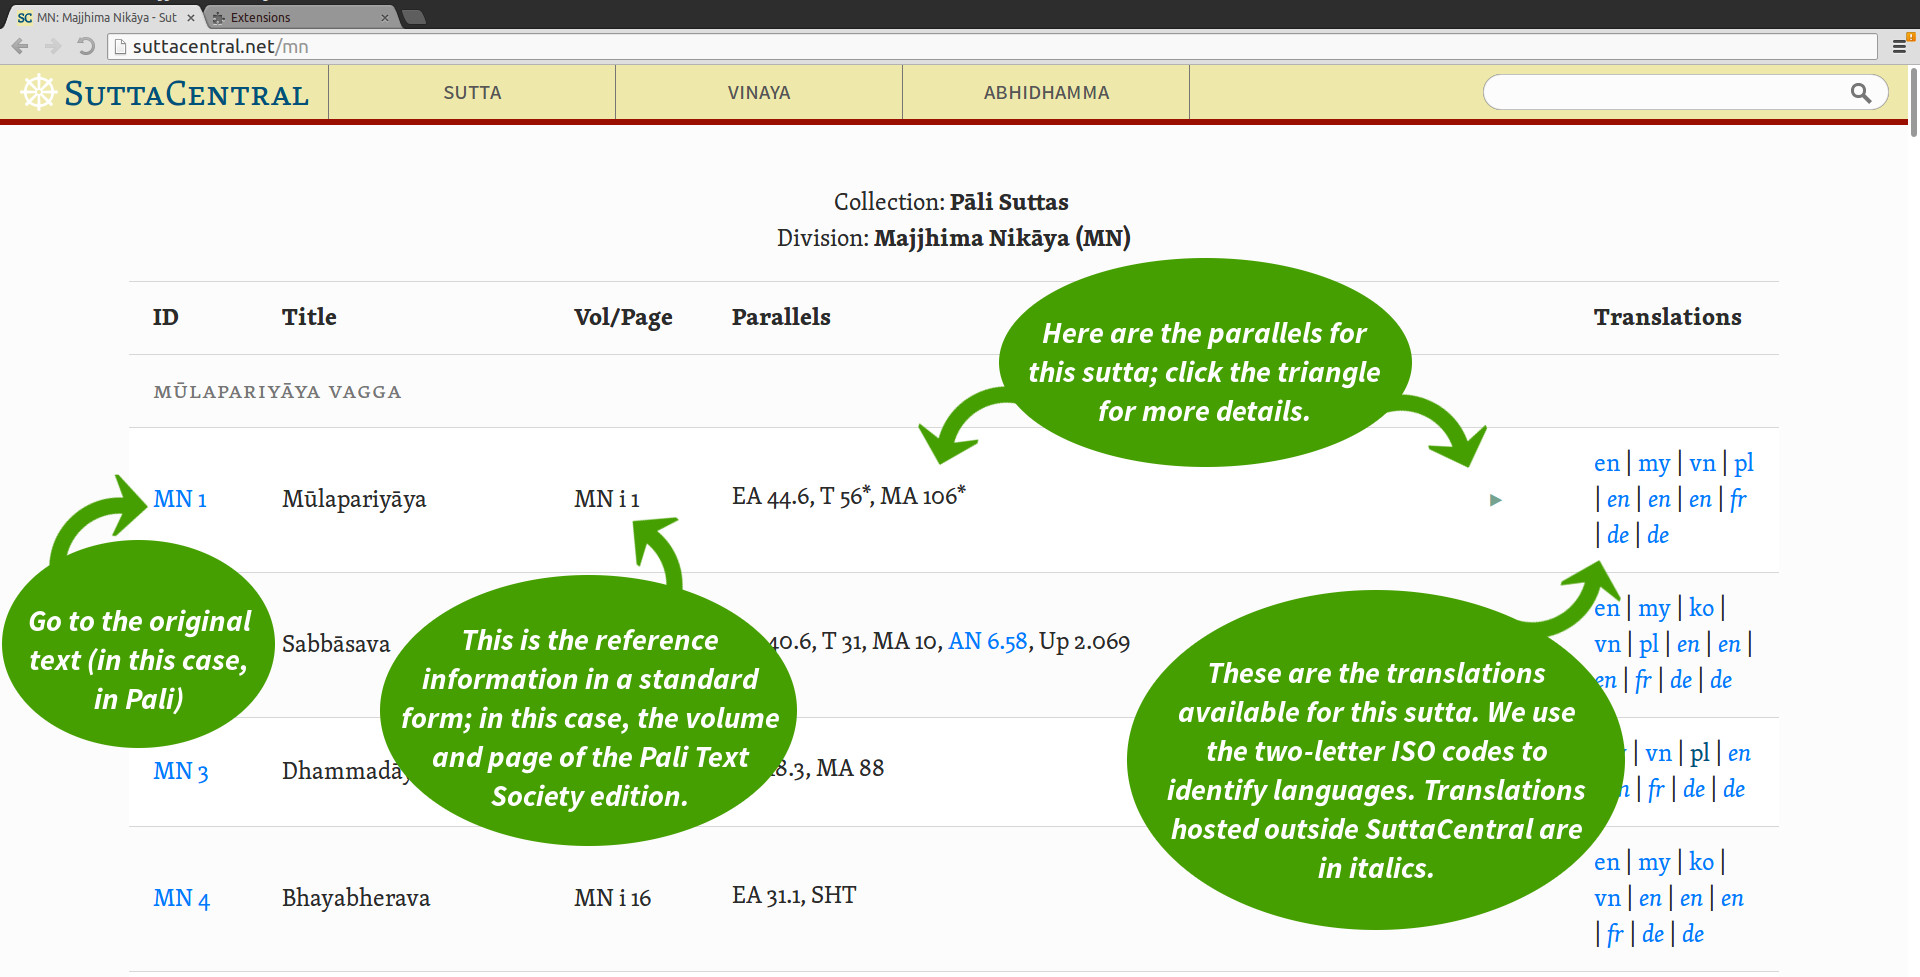 SC MN: Majjhima Nikāya - Sut
Extensions
suttacentral.net/mn
SUTTACENTRAL
SUTTA
VINAYA
ABHIDHAMMA
Collection: Pāli Suttas
Division: Majjhima Nikāya (MN)
ID Title Vol/Page Parallels Translations
MŪLAPARIYĀYA VAGGA
Here are the parallels for
this sutta; click the triangle
for more details.
MN 1 Mūlapariyāya MN i 1 EA 44.6, T 56*, MA 106* ▶
en | my | vn | pl
| en | en | en | fr
| de | de
Go to the original
text (in this case,
in Pali)
This is the reference
information in a standard
form; in this case, the volume
and page of the Pali Text
Society edition.
Sabbāsava 40.6, T 31, MA 10, AN 6.58, Up 2.069
en | my | ko |
vn | pl | en | en |
en | fr | de | de
These are the translations
available for this sutta. We use
the two-letter ISO codes to
identify languages. Translations
hosted outside SuttaCentral are
in italics.
MN 3 8.3, MA 88
| vn | pl | en
| fr | de | de
MN 4 Bhayabherava MN i 16 EA 31.1, SHT
en | my | ko |
vn | en | en | en
| fr | de | de